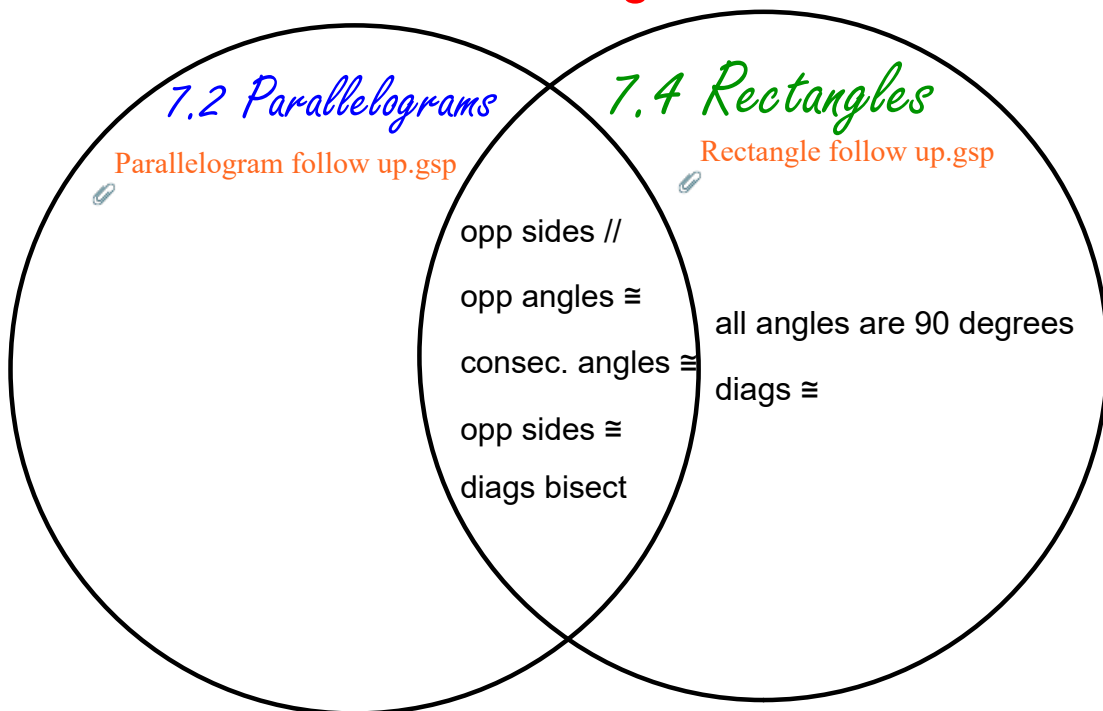 7.2 Parallelograms
Parallelogram follow up.gsp
7.4 Rectangles
Rectangle follow up.gsp
opp sides //
opp angles ≅
consec. angles ≅
opp sides ≅
diags bisect
all angles are 90 degrees
diags ≅